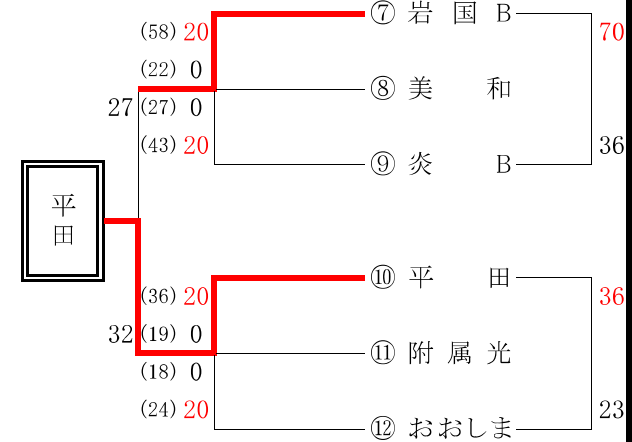 (58) 20 ⑦ 岩国B 70
(22) 0
⑧ 美和
27 (27) 0
(43) 20 36
⑨ 炎B
平田
⑩ 平田
(36) 20 36
32 (19) 0
⑪ 附属光
(18) 0
(24) 20 23
⑫ おおしま